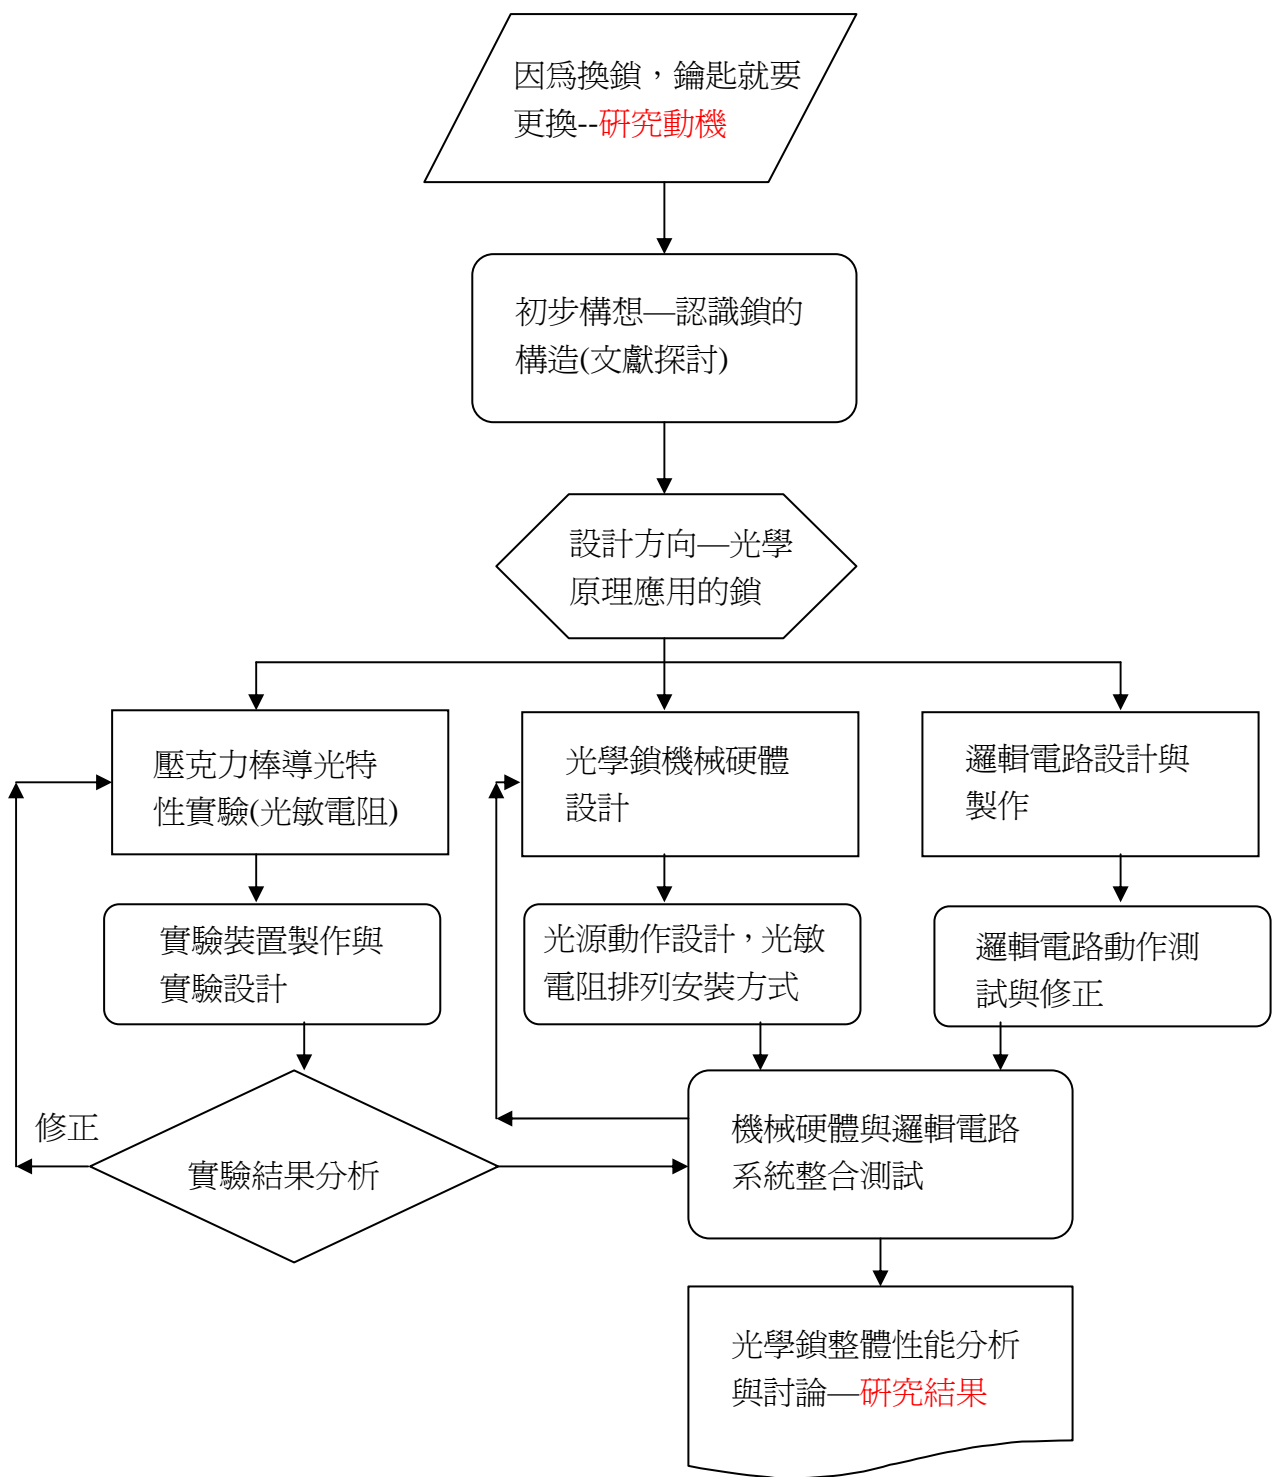 因爲換鎖，鑰匙就要
更換--研究動機
初步構想—認識鎖的
構造(文獻探討)
設計方向—光學
原理應用的鎖
壓克力棒導光特
性實驗(光敏電阻)
光學鎖機械硬體
設計
邏輯電路設計與
製作
實驗裝置製作與
實驗設計
光源動作設計，光敏
電阻排列安裝方式
邏輯電路動作測
試與修正
修正
實驗結果分析
機械硬體與邏輯電路
系統整合測試
光學鎖整體性能分析
與討論—研究結果